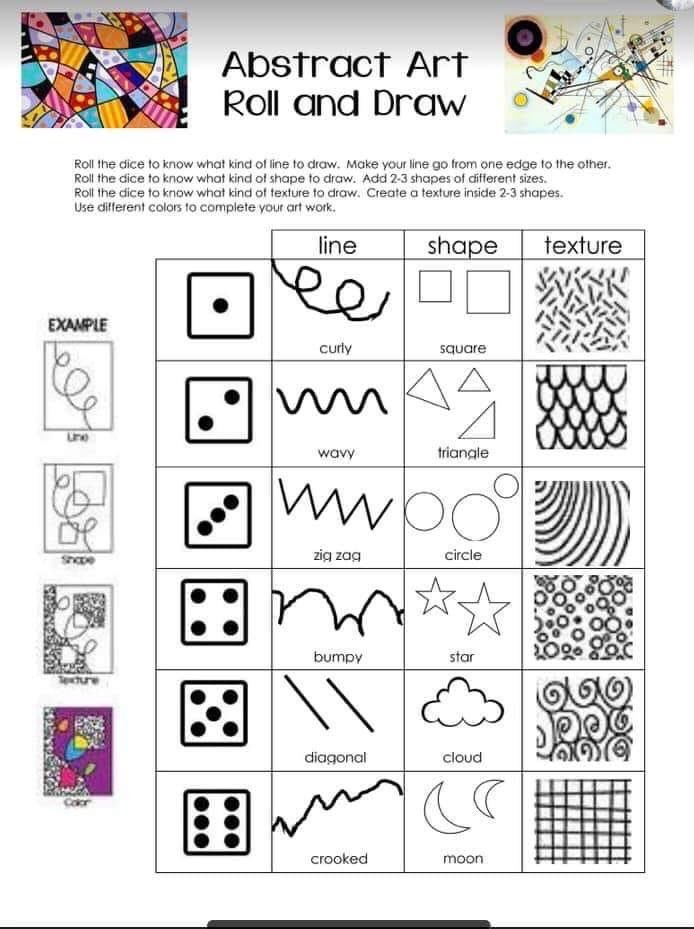 Abstract Art
Roll and Draw
Roll the dice to know what kind of line to draw.  Make your line go from one edge to the other.
Roll the dice to know what kind of shape to draw.  Add 2-3 shapes of different sizes.
Roll the dice to know what kind of texture to draw.  Create a texture inside 2-3 shapes.
Use different colors to complete your art work.
line shape texture
EXAMPLE
curly square
Line
wavy triangle
zig zag circle
Shape
bumpy star
Texture
diagonal cloud
Color
crooked moon